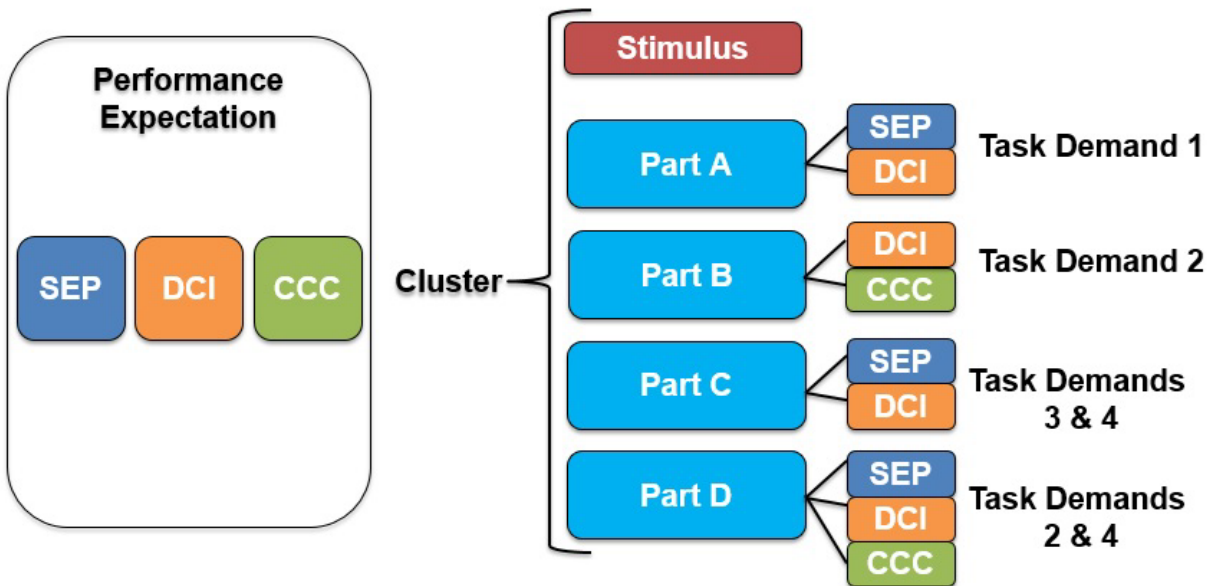 Performance
Expectation
SEP
DCI
CCC
Cluster
Stimulus
Part A
SEP
DCI
Task Demand 1
Part B
DCI
CCC
Task Demand 2
Part C
SEP
DCI
Task Demands
3 & 4
Part D
SEP
DCI
CCC
Task Demands
2 & 4